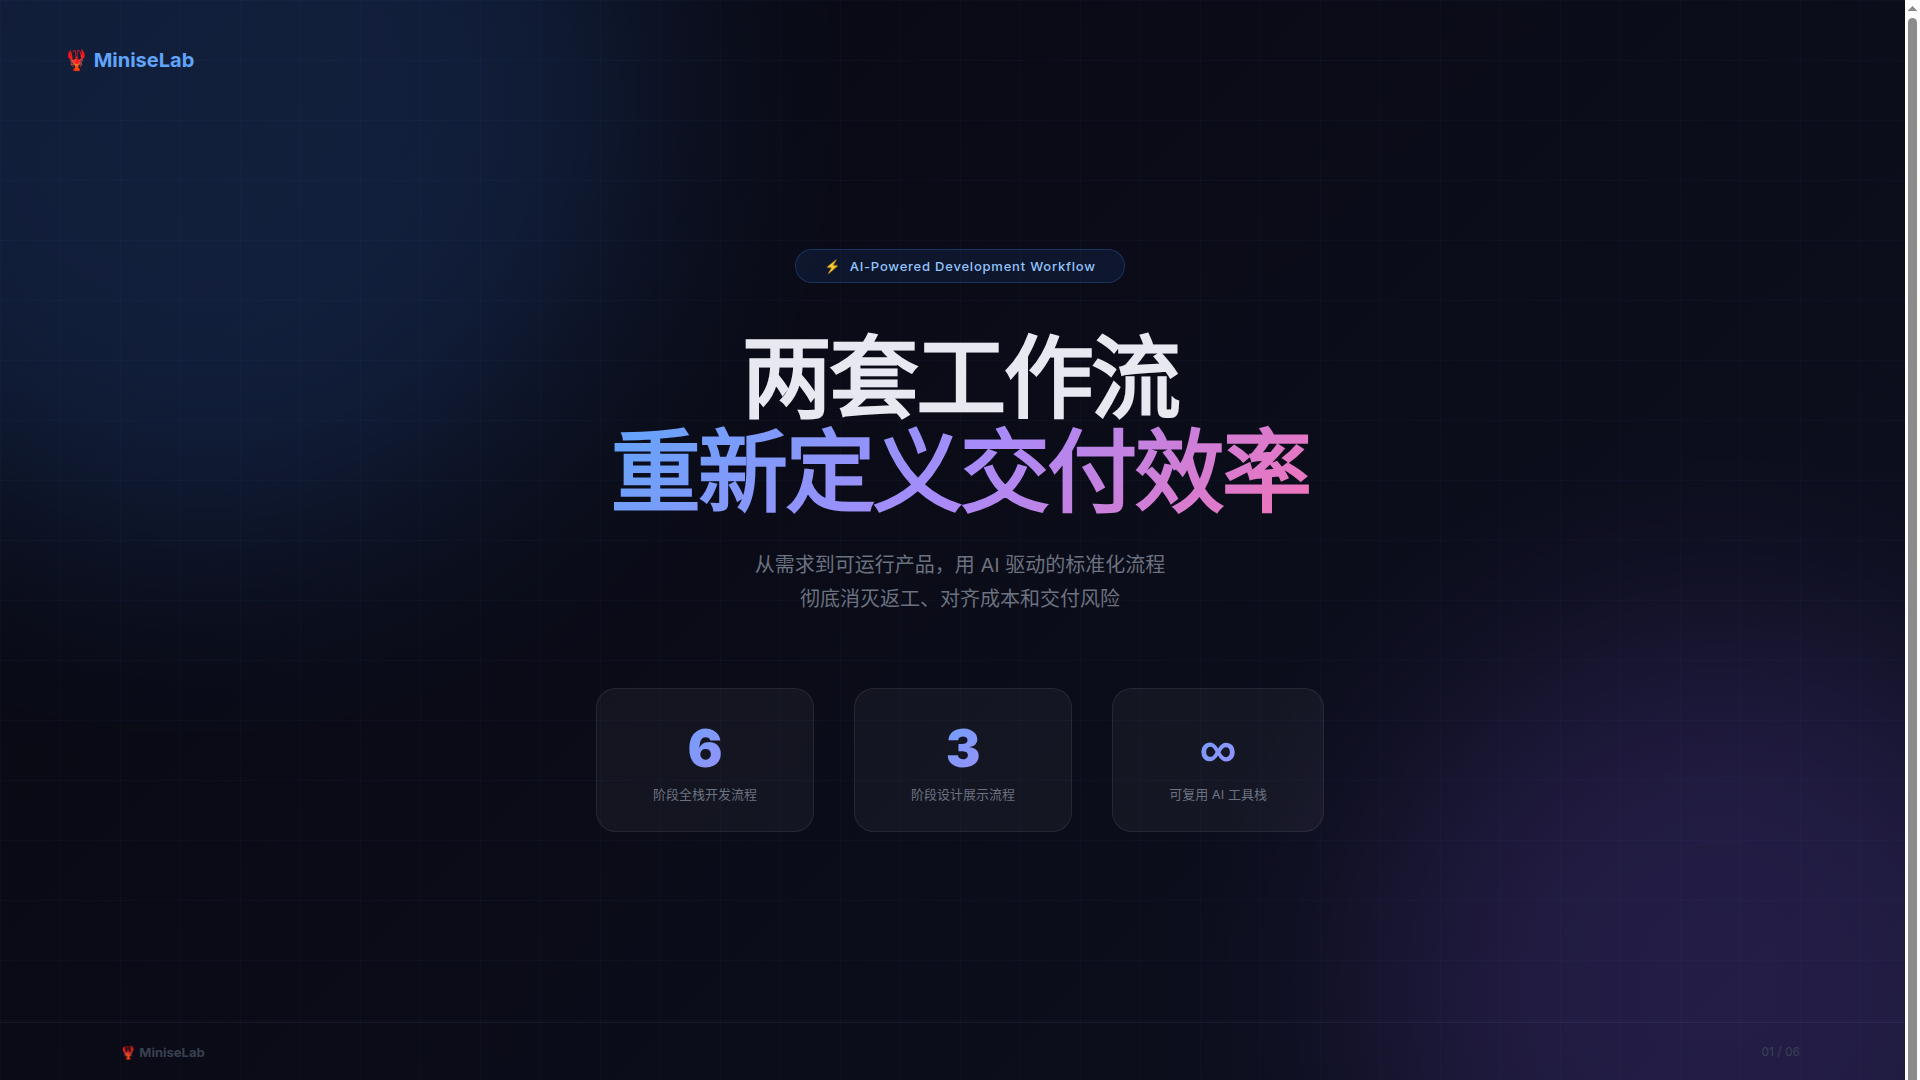 🦞 MiniseLab
⚡ AI-Powered Development Workflow
两套工作流
重新定义交付效率
从需求到可运行产品，用 AI 驱动的标准化流程
彻底消灭返工、对齐成本和交付风险
6
阶段全栈开发流程
3
阶段设计展示流程
∞
可复用 AI 工具栈
🦞 MiniseLab
01 / 06